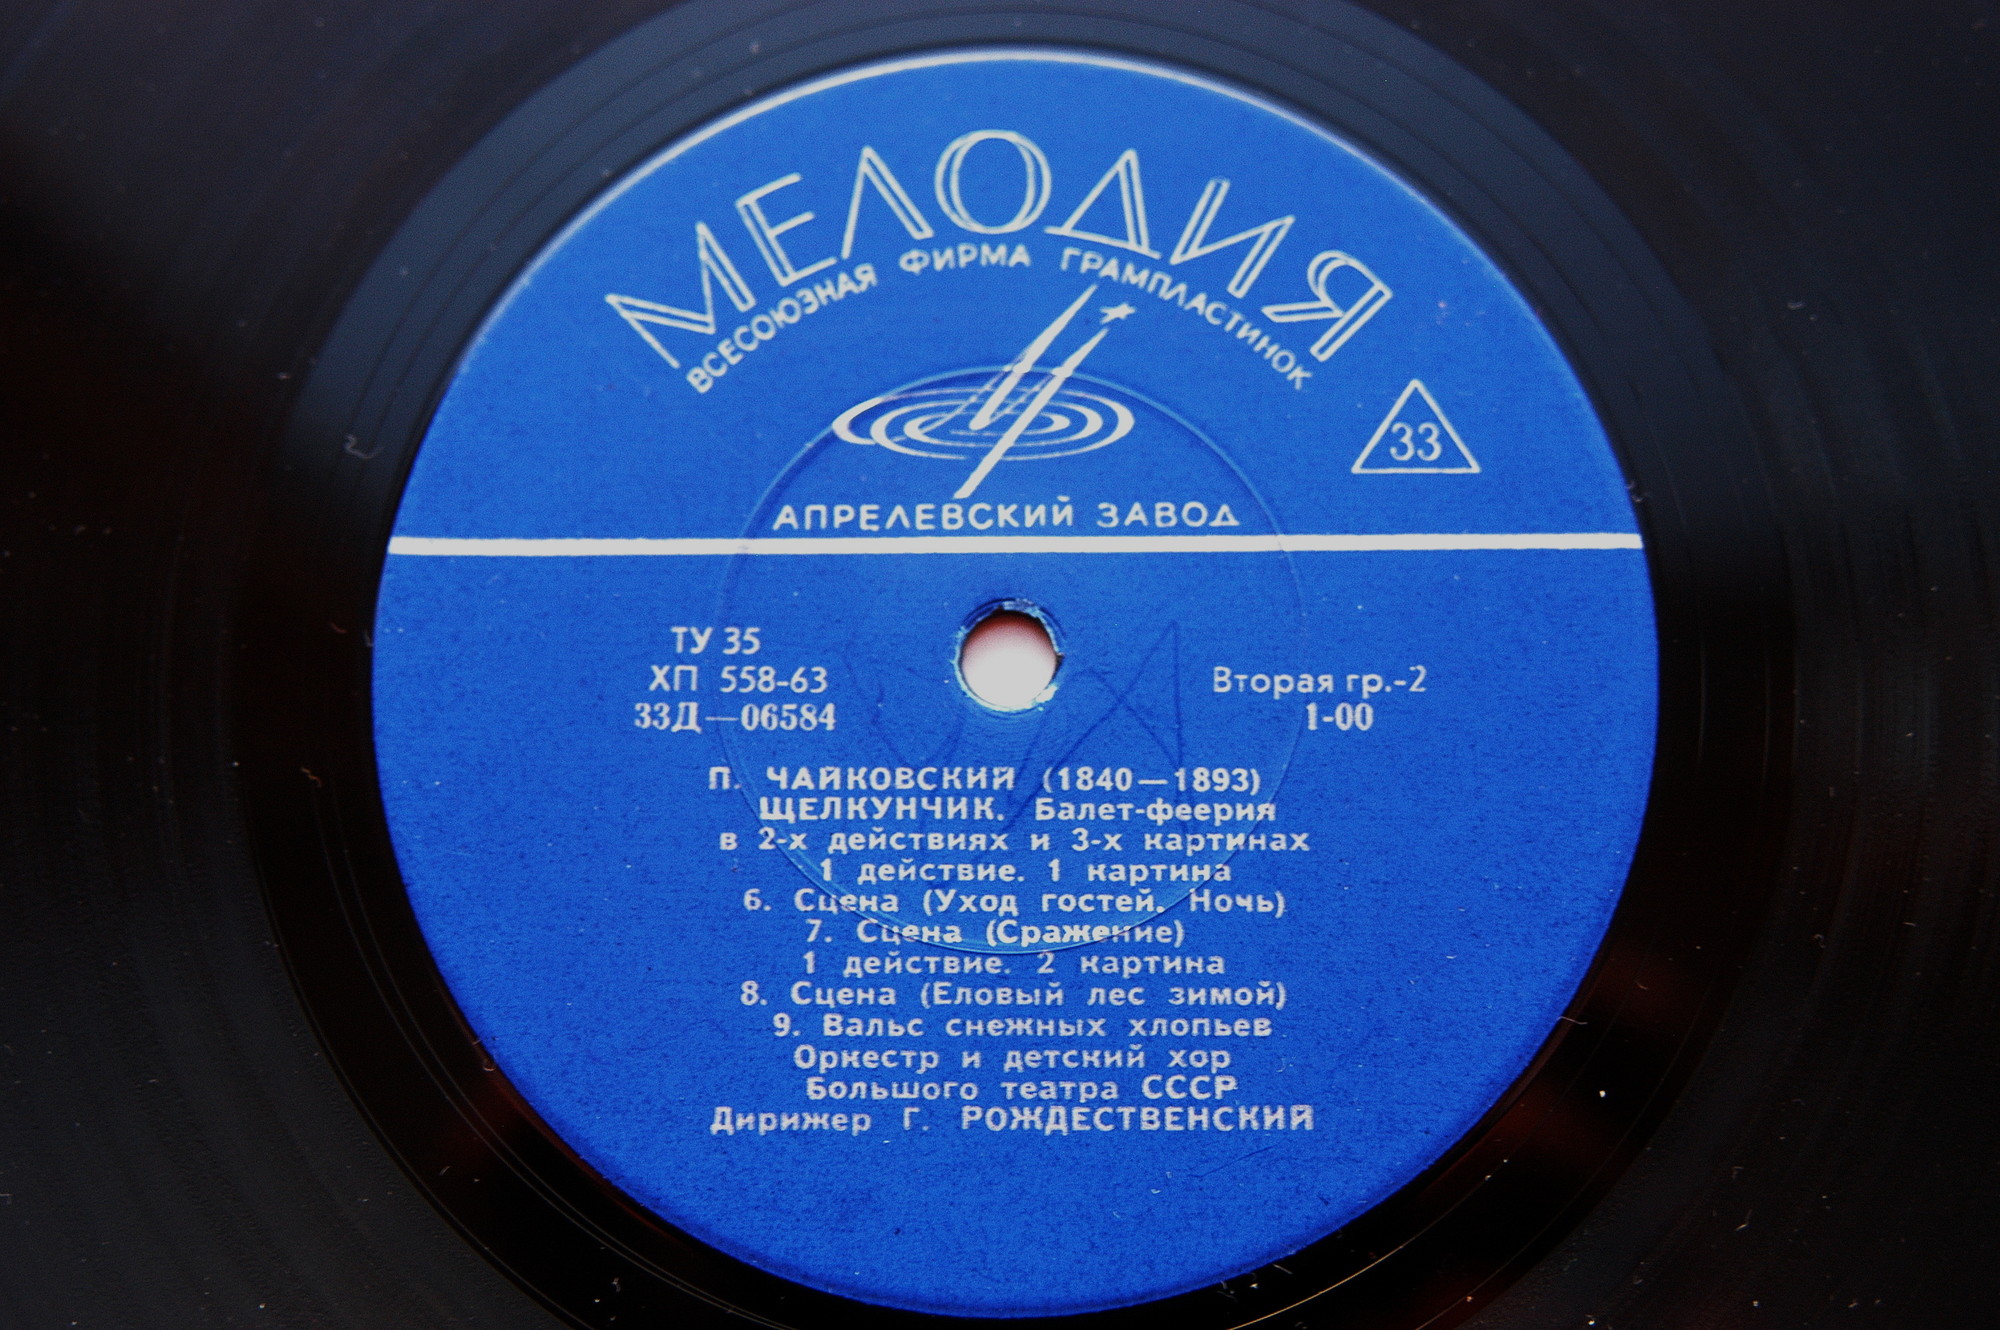 МЕЛОДИЯ
ВСЕСОЮЗНАЯ ФИРМА ГРАМПЛАСТИНОК
33
АПРЕЛЕВСКИЙ ЗАВОД
ТУ 35
ХП 558-63
33Д—06584
Вторая гр.-2
1-00
П. ЧАЙКОВСКИЙ (1840—1893)
ЩЕЛКУНЧИК. Балет-феерия
в 2-х действиях и 3-х картинах
1 действие. 1 картина
6. Сцена (Уход гостей. Ночь)
7. Сцена (Сражение)
1 действие. 2 картина
8. Сцена (Еловый лес зимой)
9. Вальс снежных хлопьев
Оркестр и детский хор
Большого театра СССР
Дирижер Г. РОЖДЕСТВЕНСКИЙ